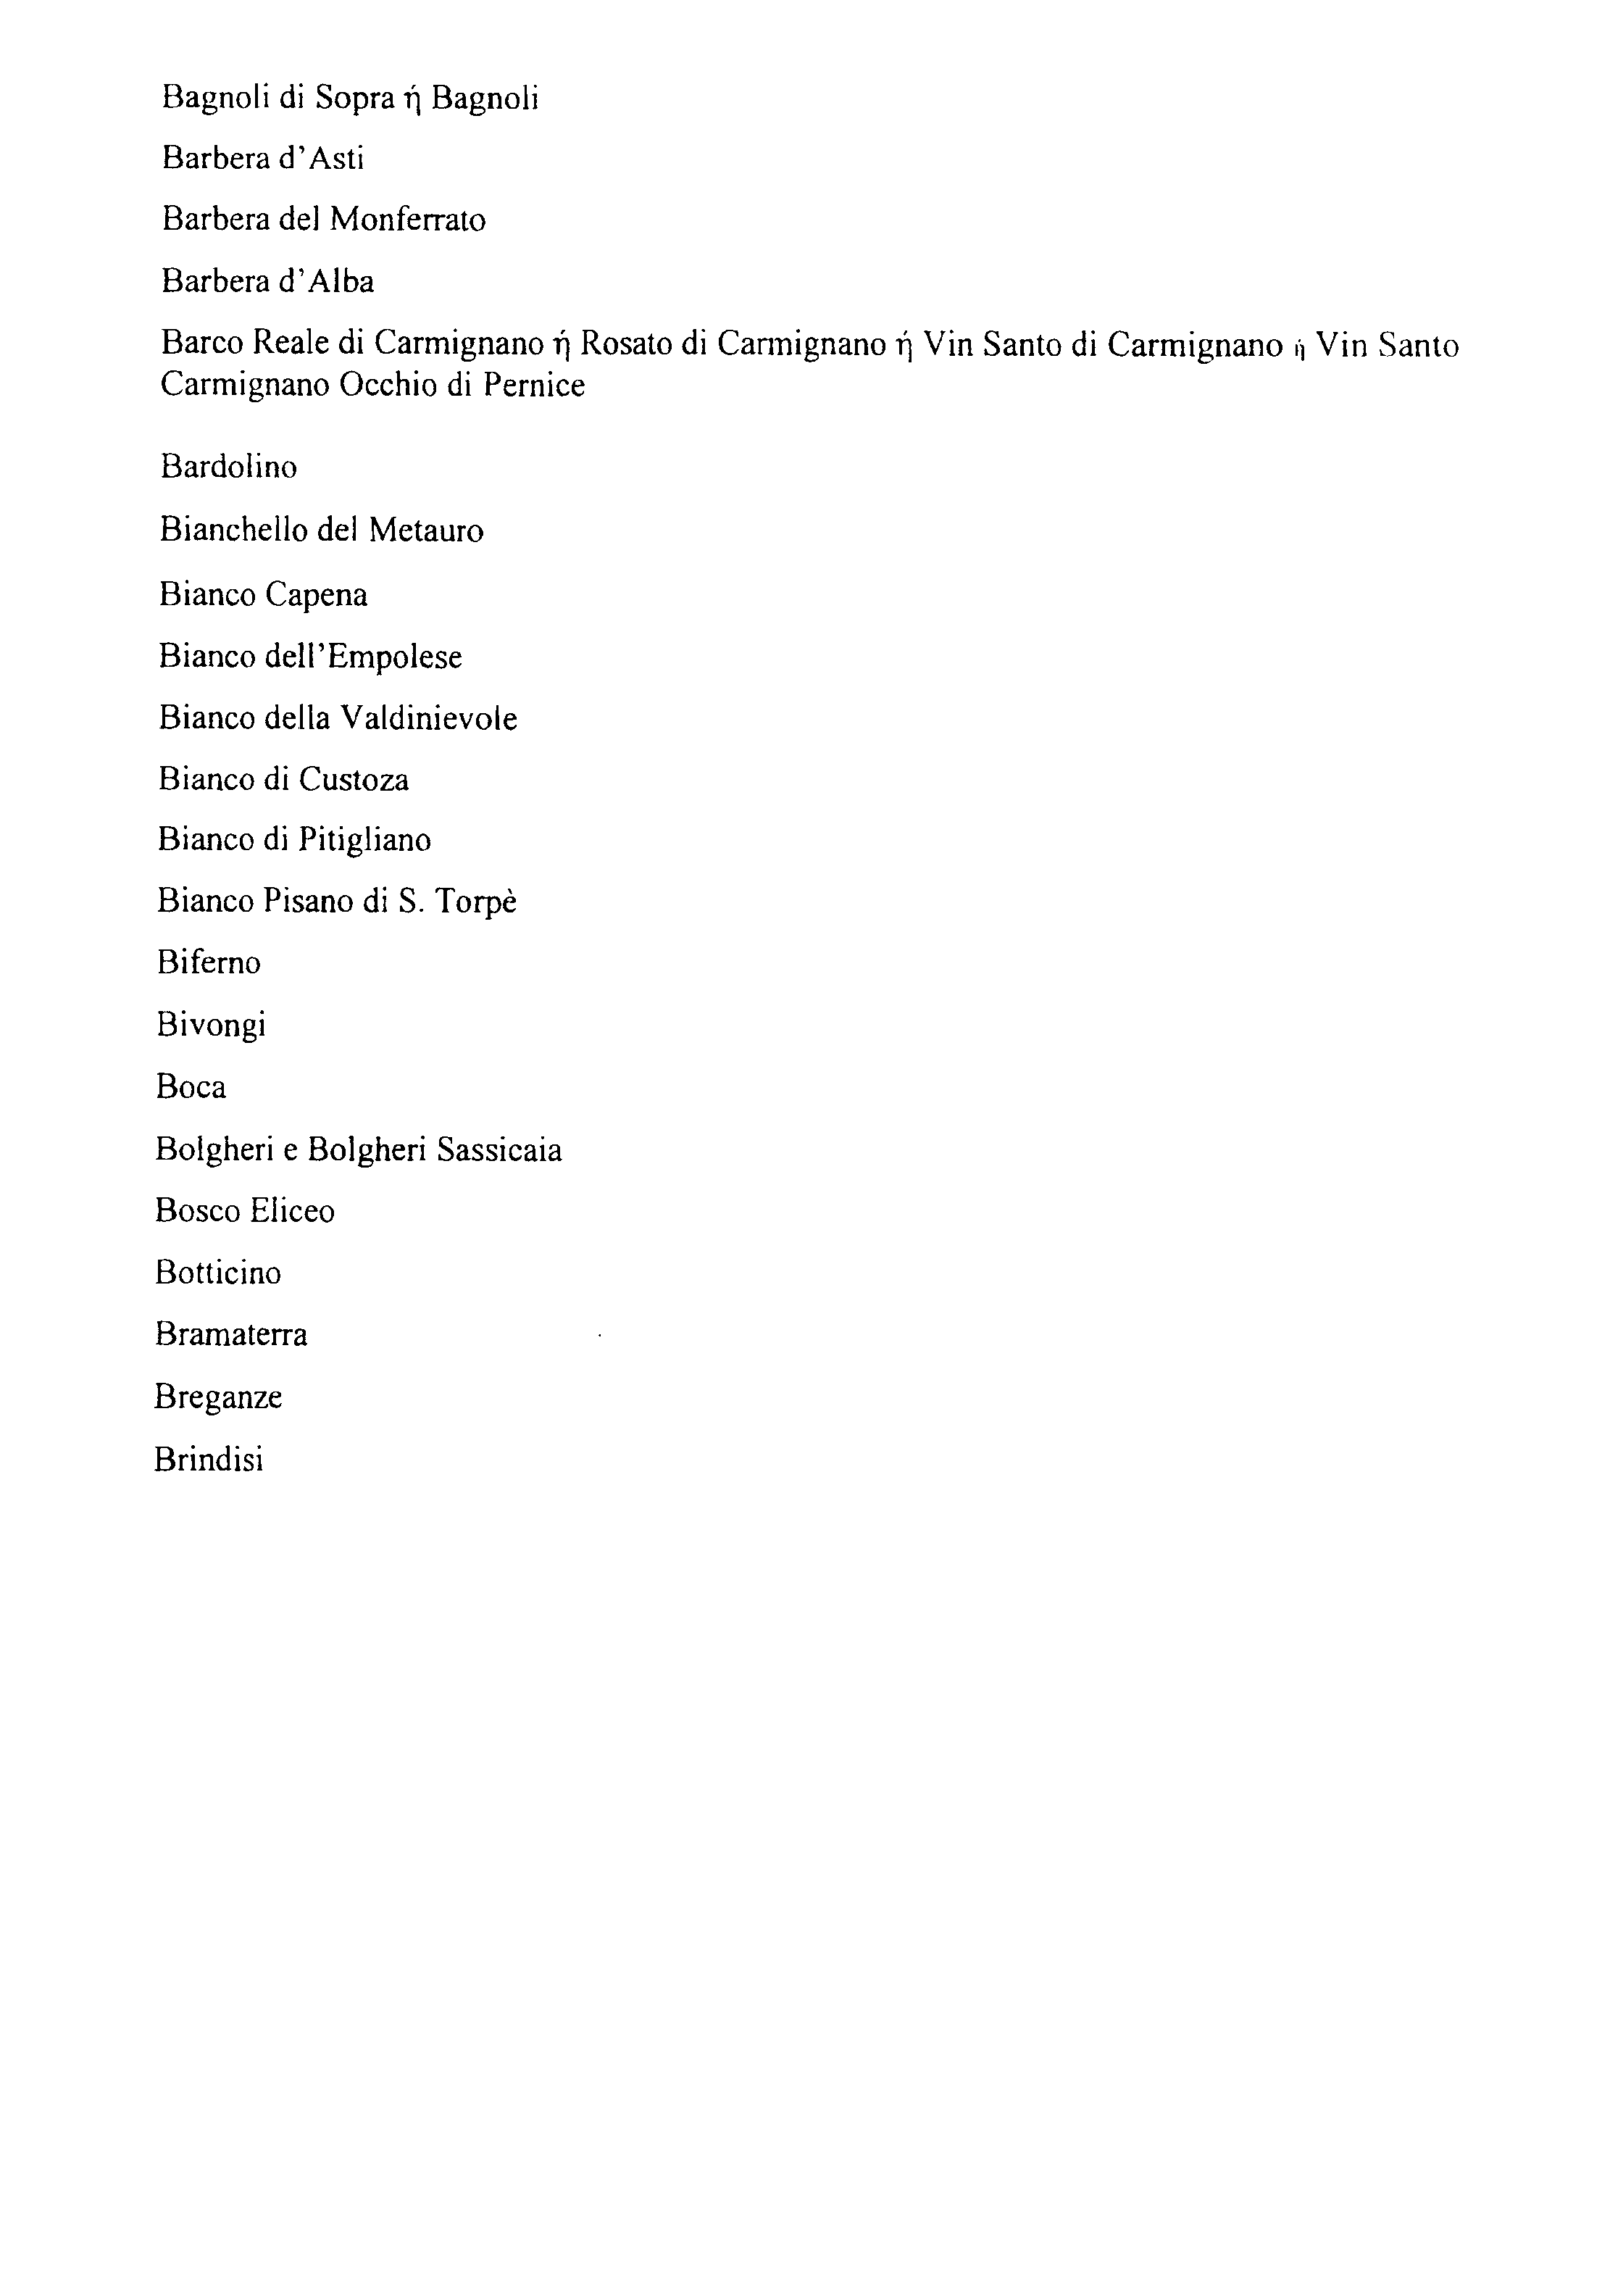 Bagnoli di Sopra ή Bagnoli
Barbera d'Asti
Barbera del Monferrato
Barbera d'Alba
Barco Reale di Carmignano ή Rosato di Carmignano ή Vin Santo di Carmignano ή Vin Santo
Carmignano Occhio di Pernice
Bardolino
Bianchello del Metauro
Bianco Capena
Bianco dell'Empolese
Bianco della Valdinievole
Bianco di Custoza
Bianco di Pitigliano
Bianco Pisano di S. Torpè
Biferno
Bivongi
Boca
Bolgheri e Bolgheri Sassicaia
Bosco Eliceo
Botticino
Bramaterra
Breganze
Brindisi